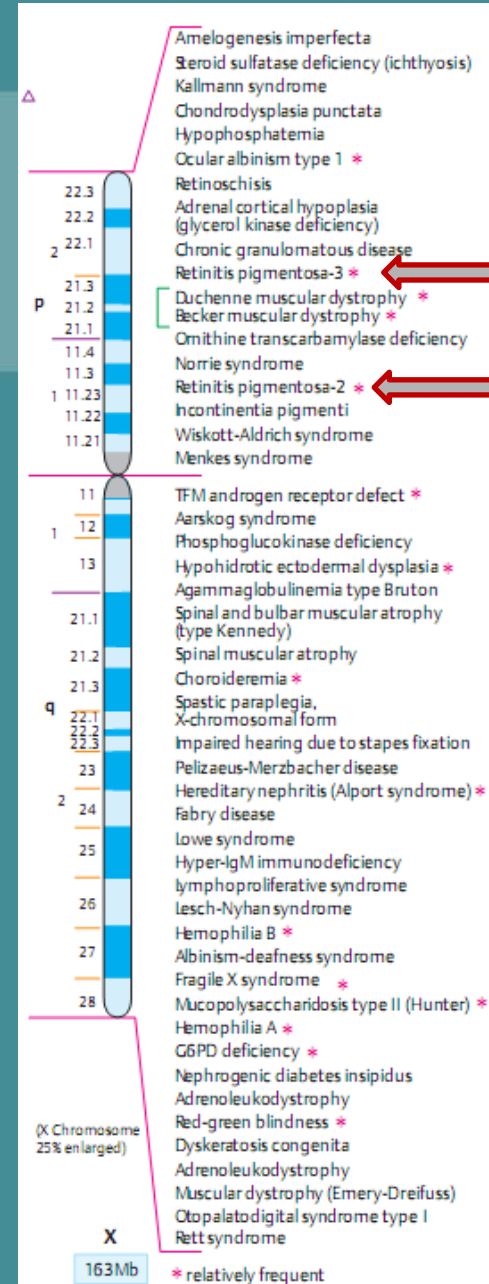 Amelogenesis imperfecta
Steroid sulfatase deficiency (ichthyosis)
Kallmann syndrome
Chondrodysplasia punctata
Hypophosphatemia
Ocular albinism type 1 *
Retinoschisis
Adrenal cortical hypoplasia
(glycerol kinase deficiency)
Chronic granulomatous disease
Retinitis pigmentosa-3 *
Duchenne muscular dystrophy *
Becker muscular dystrophy *
Ornithine transcarbamylase deficiency
Norrie syndrome
Retinitis pigmentosa-2 *
Incontinentia pigmenti
Wiskott-Aldrich syndrome
Menkes syndrome
TFM androgen receptor defect *
Aarskog syndrome
Phosphoglucokinase deficiency
Hypohidrotic ectodermal dysplasia *
Agammaglobulinemia type Bruton
Spinal and bulbar muscular atrophy
(type Kennedy)
Spinal muscular atrophy
Choroideremia *
Spastic paraplegia,
X-chromosomal form
Impaired hearing due to stapes fixation
Pelizaeus-Merzbacher disease
Hereditary nephritis (Alport syndrome) *
Fabry disease
Lowe syndrome
Hyper-IgM immunodeficiency
Lymphoproliferative syndrome
Lesch-Nyhan syndrome
Hemophilia B *
Albinism-deafness syndrome
Fragile X syndrome *
Mucopolysaccharidosis type II (Hunter) *
Hemophilia A *
G6PD deficiency *
Nephrogenic diabetes insipidus
Adrenoleukodystrophy
Red-green blindness *
Dyskeratosis congenita
Adrenoleukodystrophy
Muscular dystrophy (Emery-Dreifuss)
Otopalatodigital syndrome type I
Rett syndrome
* relatively frequent
p
2
22.3
22.2
22.1
21.3
21.2
21.1
1
11.4
11.3
11.23
11.22
11.21
q
1
11
12
13
2
21.1
21.2
21.3
22.1
22.2
22.3
23
24
25
26
27
28
(X Chromosome
25% enlarged)
X
163Mb